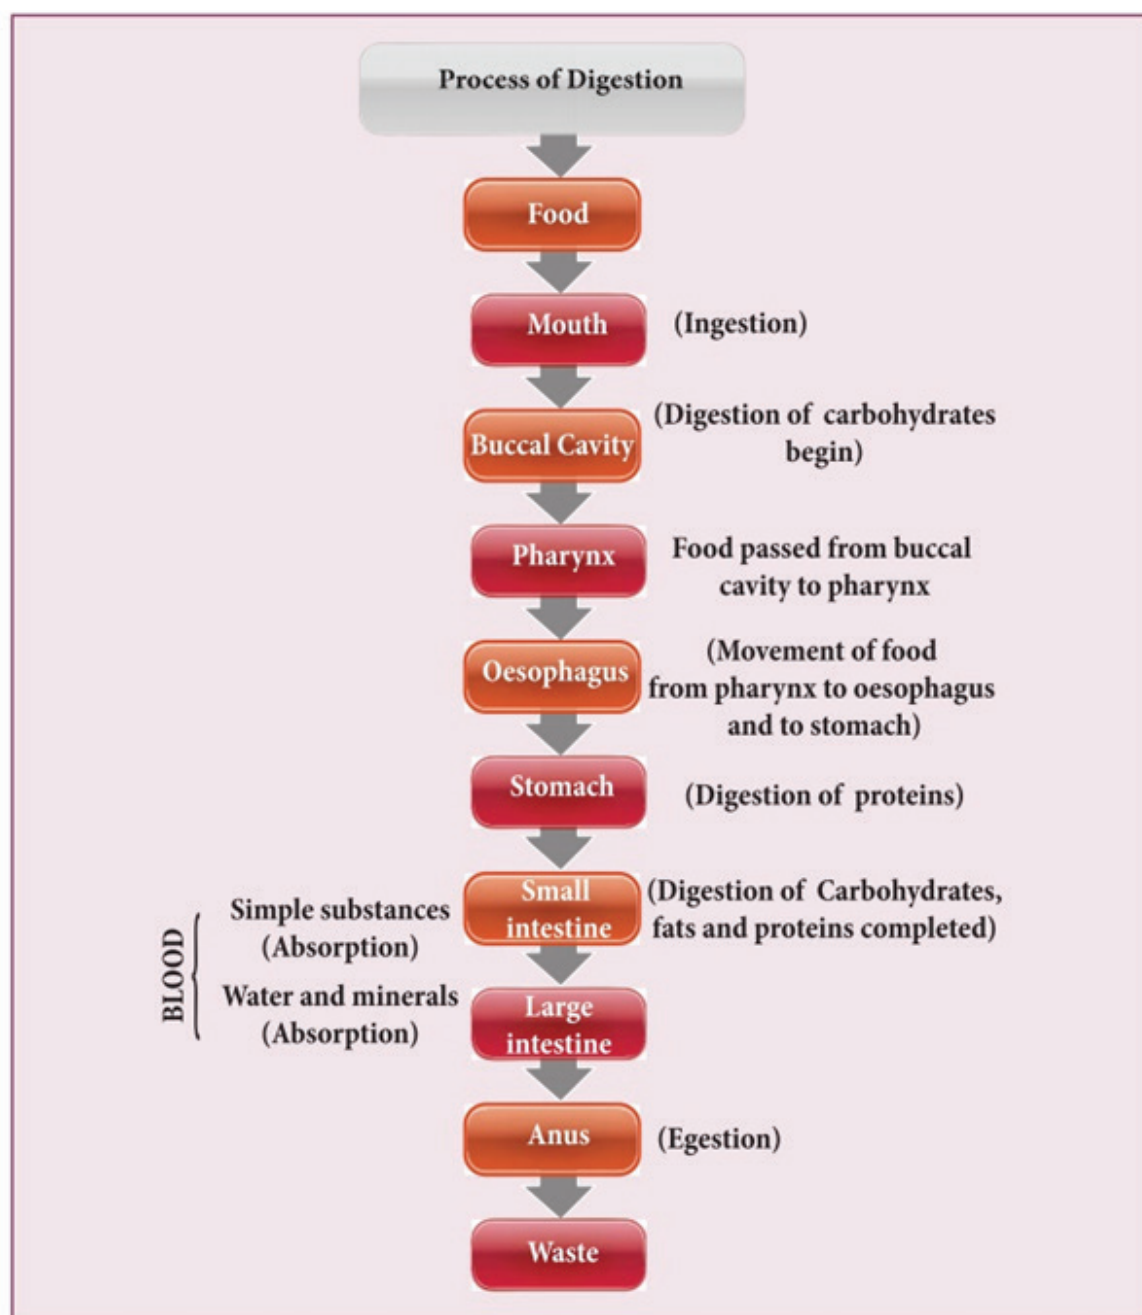 Process of Digestion
Food
Mouth
(Ingestion)
Buccal Cavity
(Digestion of carbohydrates
begin)
Pharynx
Food passed from buccal
cavity to pharynx
Oesophagus
(Movement of food
from pharynx to oesophagus
and to stomach)
Stomach
(Digestion of proteins)
Small
intestine
(Digestion of Carbohydrates,
fats and proteins completed)
BLOOD
Simple substances
(Absorption)
Water and minerals
(Absorption)
Large
intestine
Anus
(Egestion)
Waste